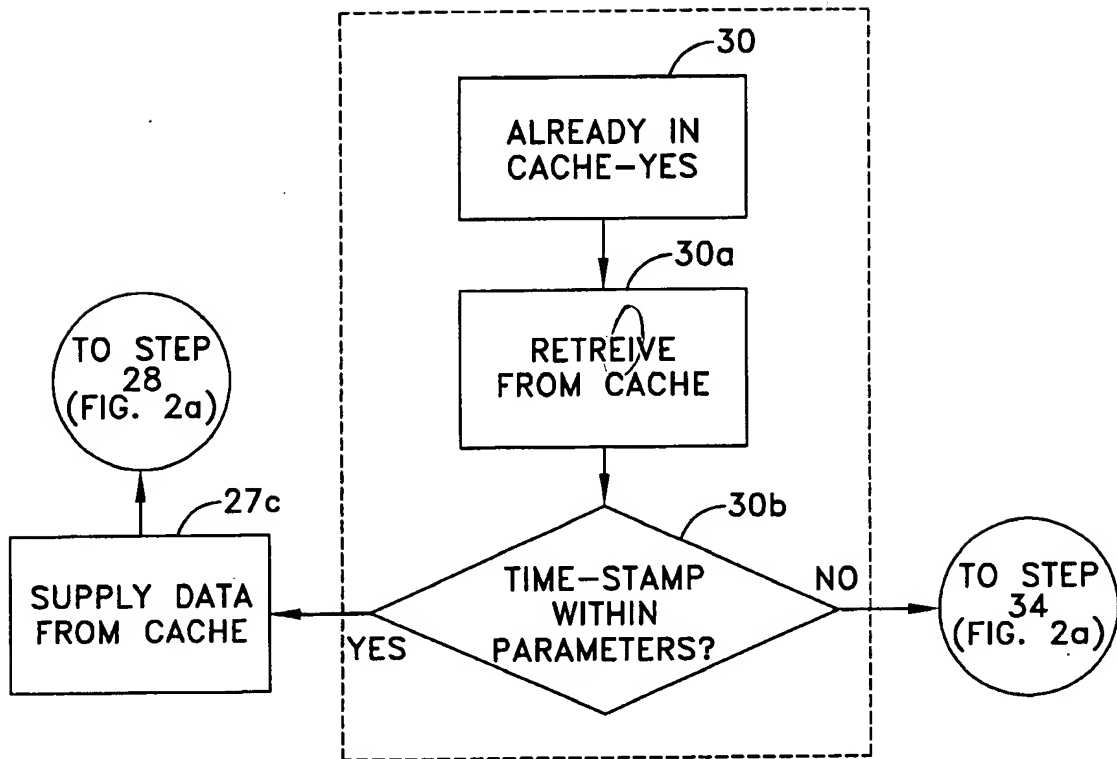 30
ALREADY IN
CACHE-YES
30a
RETREIVE
FROM CACHE
TO STEP
28
(FIG. 2a)
27c
SUPPLY DATA
FROM CACHE
30b
TIME-STAMP
WITHIN
PARAMETERS?
YES
NO
TO STEP
34
(FIG. 2a)